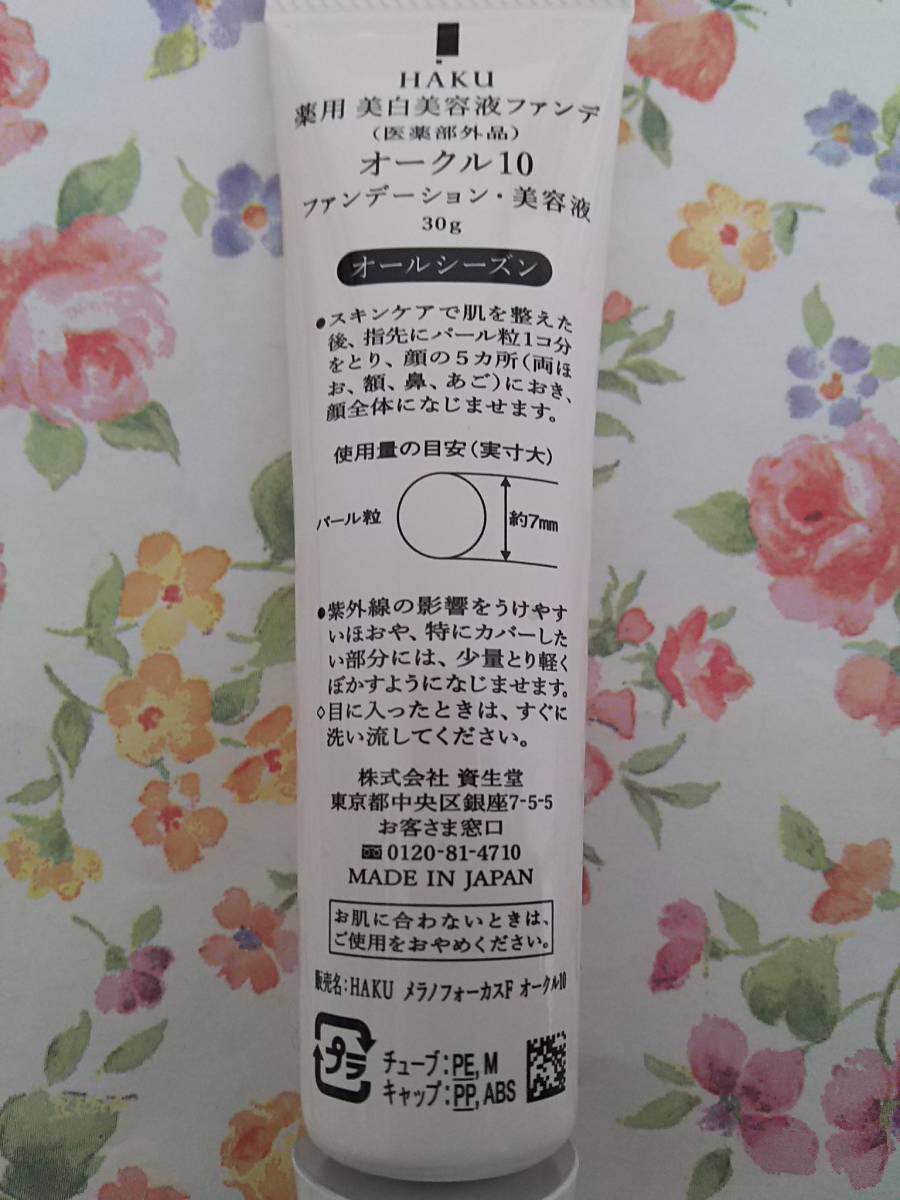 HAKU
薬用 美白美容液ファンデ
（医薬部外品）
オークル10
ファンデーション・美容液
30g
オールシーズン
●スキンケアで肌を整えた
後、指先にパール粒1コ分
をとり、顔の5カ所（両ほ
お、額、鼻、あご）におき、
顔全体になじませます。
使用量の目安（実寸大）
パール粒
約7mm
●紫外線の影響をうけやす
いほおや、特にカバーした
い部分には、少量とり軽く
ぼかすようになじませます。
◇目に入ったときは、すぐに
洗い流してください。
株式会社 資生堂
東京都中央区銀座7-5-5
お客さま窓口
0120-81-4710
MADE IN JAPAN
お肌に合わないときは、
ご使用をおやめください。
販売名：HAKU メラノフォーカスF オークル10
プラ
チューブ：PE, M
キャップ：PP, ABS